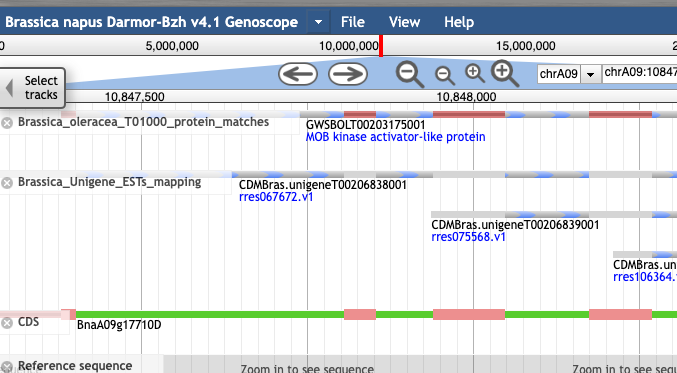 Brassica napus Darmor-Bzh v4.1 Genoscope File View Help
0 5,000,000 10,000,000 15,000,000 2
Select tracks
chrA09 chrA09:10847
10,847,500 10,848,000
Brassica_oleracea_T01000_protein_matches
GWSBOLT00203175001
MOB kinase activator-like protein
Brassica_Unigene_ESTs_mapping
CDMBras.unigeneT00206838001
rres067672.v1
CDMBras.unigeneT00206839001
rres075568.v1
CDMBras.un
rres106364.
CDS
BnaA09g17710D
Reference sequence
Zoom in to see sequence Zoom in to see sequence